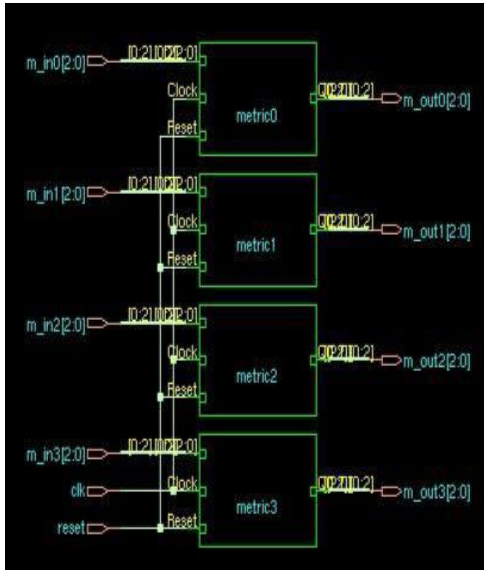 m_in0[2:0]
Clock
metric0
m_out0[2:0]
Reset
m_in1[2:0]
Clock
metric1
m_out1[2:0]
Reset
m_in2[2:0]
Clock
metric2
m_out2[2:0]
Reset
m_in3[2:0]
clk
Clock
metric3
m_out3[2:0]
reset
Reset